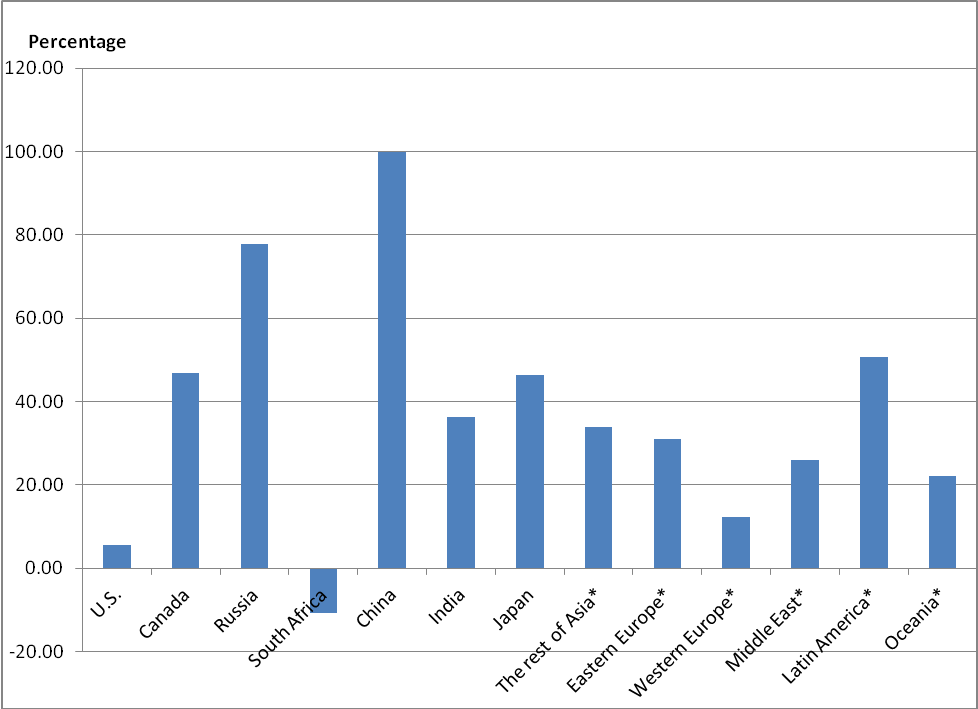 Percentage
120.00
100.00
80.00
60.00
40.00
20.00
0.00
-20.00
U.S.
Canada
Russia
South Africa
China
India
Japan
The rest of Asia*
Eastern Europe*
Western Europe*
Middle East*
Latin America*
Oceania*